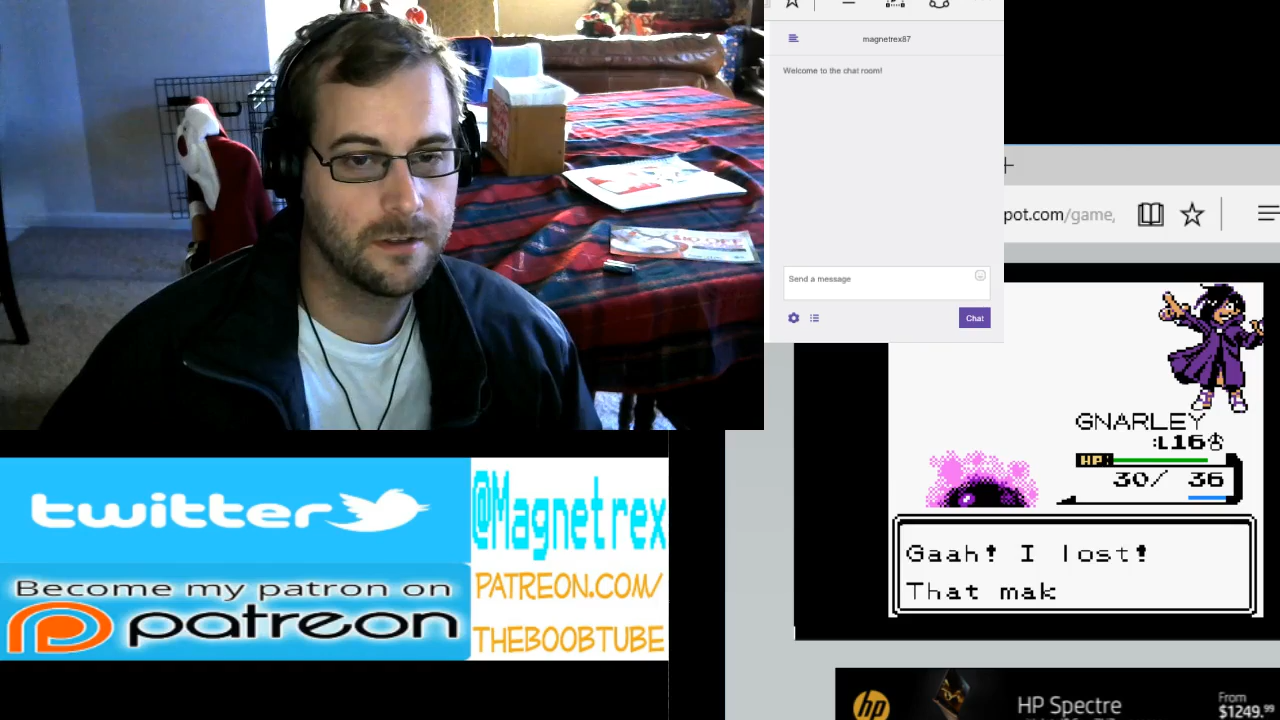 magnetrex87
Welcome to the chat room!
Send a message
Chat
pot.com/game,
GNARLEY
:L16
HP:
30/ 36
Gaah! I lost!
That mak
twitter
@Magnetrex
Become my patron on
patreon
PATREON.COM/
THEBOOBTUBE
hp
HP Spectre
From
$1249.99